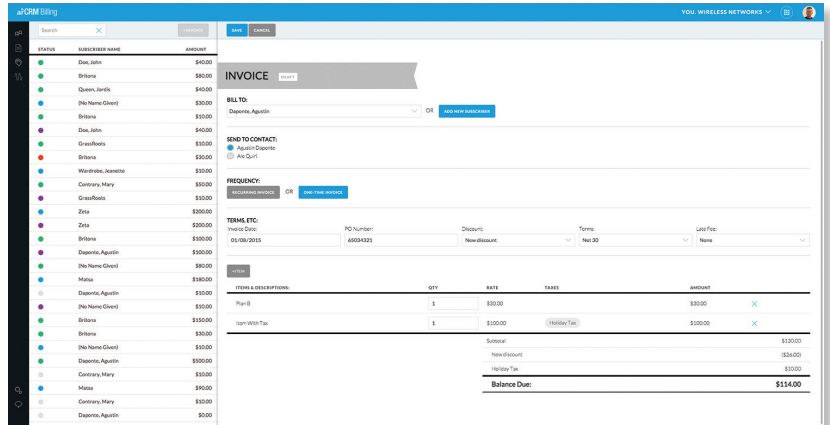 airCRM Billing
YOU. WIRELESS NETWORKS
Search
SAVE CANCEL
STATUS SUBSCRIBER NAME AMOUNT
Doe, John $40.00
Britona $80.00
Queen, Jordis $40.00
(No Name Given) $30.00
Britona $10.00
Doe, John $40.00
GrassRoots $10.00
Britona $30.00
Wardrobe, Jeanette $10.00
Contrary, Mary $50.00
GrassRoots $10.00
Zeta $200.00
Zeta $200.00
Britona $100.00
Daponte, Agustin $100.00
(No Name Given) $80.00
Matsa $180.00
Daponte, Agustin $10.00
(No Name Given) $10.00
Britona $150.00
Britona $30.00
(No Name Given) $10.00
Daponte, Agustin $500.00
Contrary, Mary $10.00
Matsa $90.00
Contrary, Mary $10.00
Daponte, Agustin $0.00
INVOICE DRAFT
BILL TO:
Daponte, Agustin OR ADD NEW SUBSCRIBER
SEND TO CONTACT:
Agustin Daponte
Ale Quiri
FREQUENCY:
RECURRING INVOICE OR ONE-TIME INVOICE
TERMS, ETC:
Invoice Date: PO Number: Discount: Terms: Late Fee:
01/08/2015 65034321 New discount Net 30 None
+ITEM
ITEMS & DESCRIPTIONS: QTY RATE TAXES AMOUNT
Plan B 1 $30.00 $30.00
Item With Tax 1 $100.00 Holiday Tax $100.00
Subtotal $130.00
New discount ($26.00)
Holiday Tax $10.00
Balance Due: $114.00